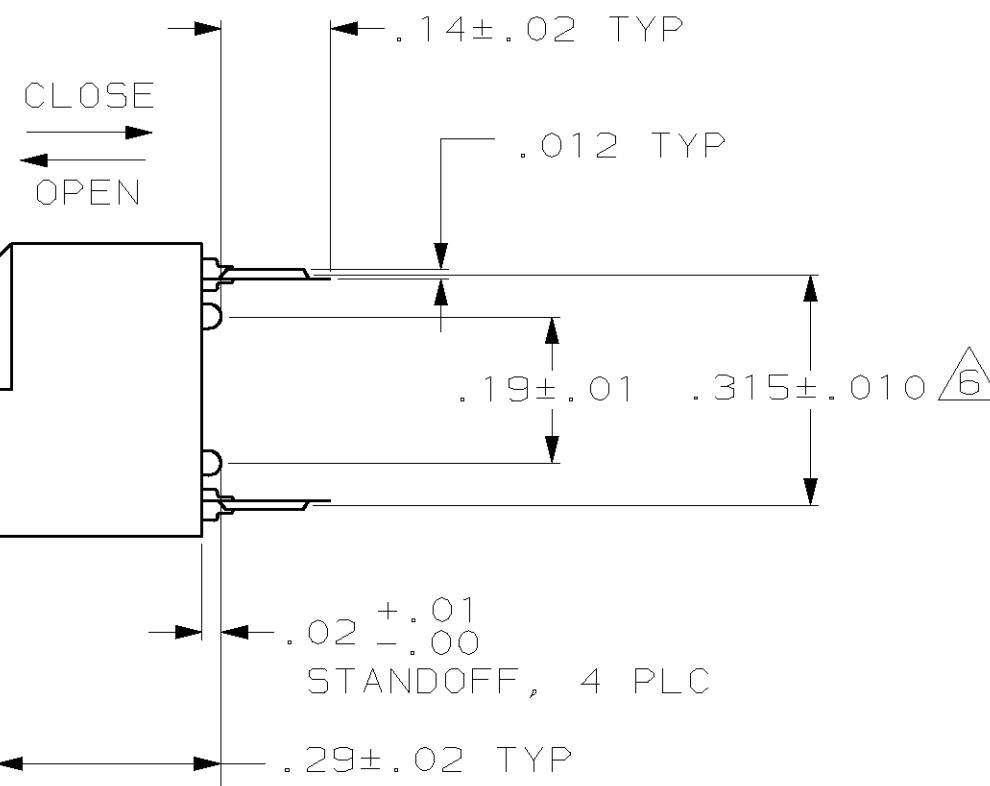 .14±.02 TYP
CLOSE
.012 TYP
OPEN
.19±.01
.315±.010 6
.02 +.01
-.00
STANDOFF, 4 PLC
.29±.02 TYP